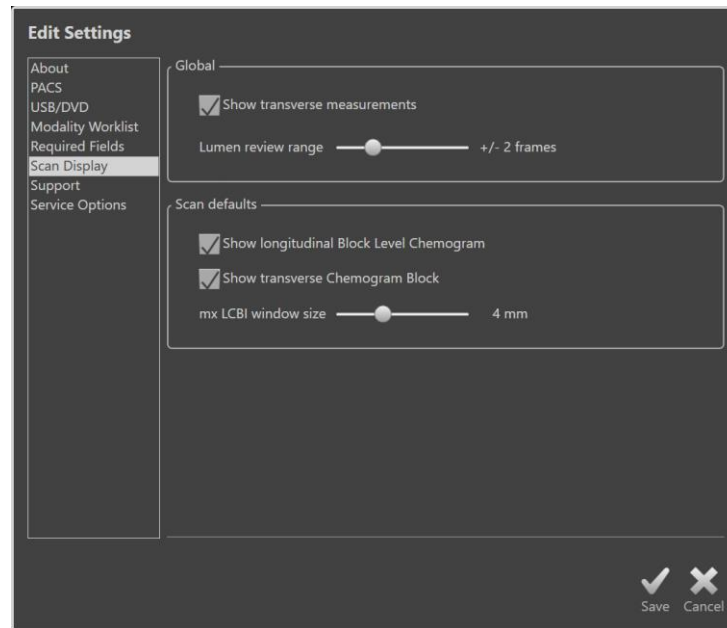 Edit Settings
About
PACS
USB/DVD
Modality Worklist
Required Fields
Scan Display
Support
Service Options
Global
Show transverse measurements
Lumen review range +/- 2 frames
Scan defaults
Show longitudinal Block Level Chemogram
Show transverse Chemogram Block
mx LCBI window size 4 mm
Save Cancel